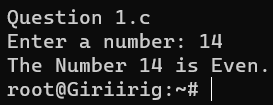 Question 1.c
Enter a number: 14
The Number 14 is Even.
root@Giriirig:~#